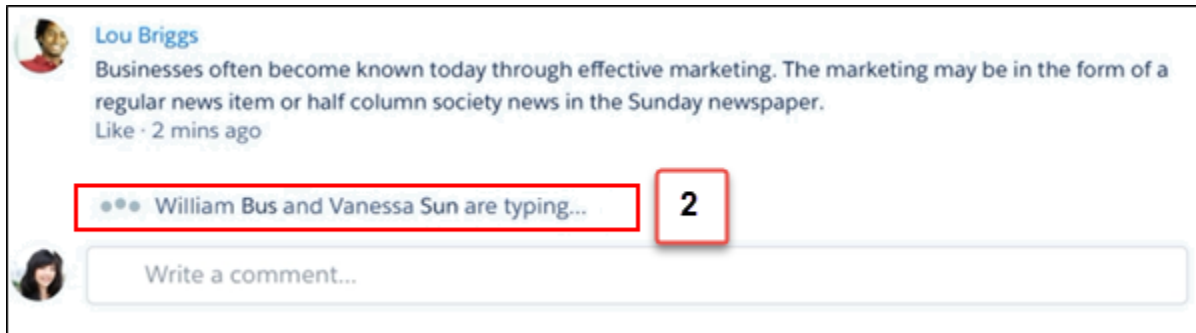 Lou Briggs
Businesses often become known today through effective marketing. The marketing may be in the form of a
regular news item or half column society news in the Sunday newspaper.
Like · 2 mins ago
William Bus and Vanessa Sun are typing...
2
Write a comment...